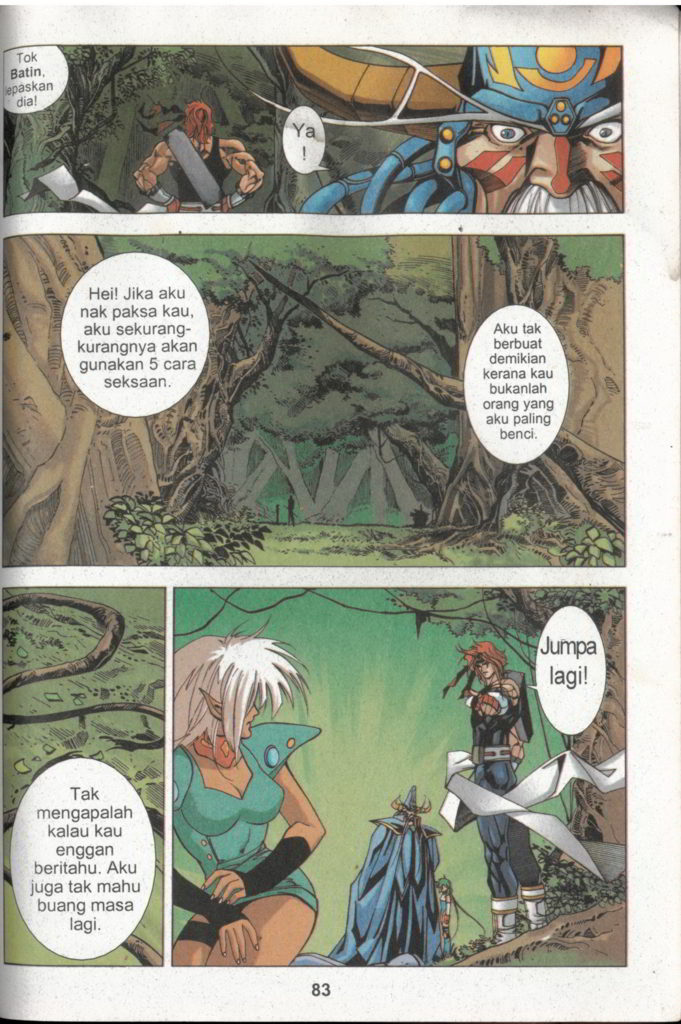 Tok
Batin,
lepaskan
dia!
Ya
!
Hei! Jika aku
nak paksa kau,
aku sekurang-
kurangnya akan
gunakan 5 cara
seksaan.
Aku tak
berbuat
demikian
kerana kau
bukanlah
orang yang
aku paling
benci.
Tak
mengapalah
kalau kau
enggan
beritahu. Aku
juga tak mahu
buang masa
lagi.
Jumpa
lagi!
83